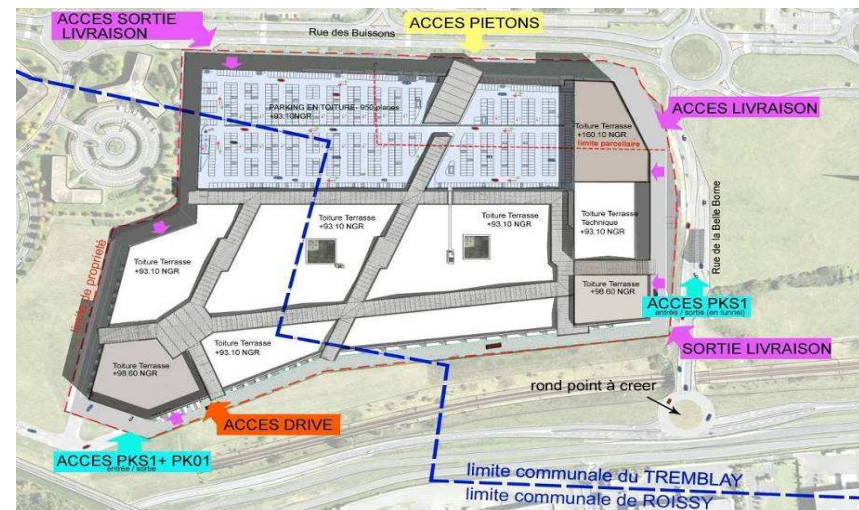 ACCES SORTIE
LIVRAISON
Rue des Buissons
ACCES PIETONS
PARKING EN TOITURE- 950 places
+93.10NGR
ACCES LIVRAISON
Toiture Terrasse
+160.10 NGR
limite parcellaire
Rue de la Belle Borne
Toiture Terrasse
Technique
+93.10 NGR
Toiture Terrasse
+93.10 NGR
Toiture Terrasse
+93.10 NGR
Toiture Terrasse
+93.10 NGR
limite de propriété
Toiture Terrasse
+98.60 NGR
ACCES PKS1
entrée / sortie (en tunnel)
Toiture Terrasse
+93.10 NGR
Toiture Terrasse
+98.60 NGR
SORTIE LIVRAISON
rond point à creer
ACCES DRIVE
ACCES PKS1+ PK01
entrée / sortie
limite communale du TREMBLAY
limite communale de ROISSY